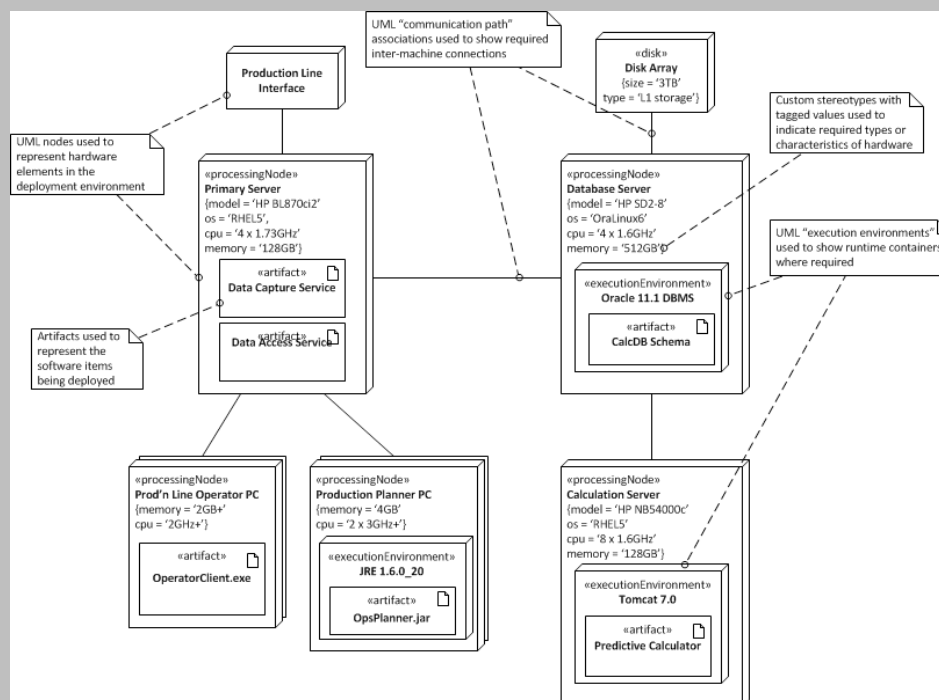 UML “communication path”
associations used to show required
inter-machine connections
«disk»
Disk Array
{size = ‘3TB’
type = ‘L1 storage’}
Production Line
Interface
Custom stereotypes with
tagged values used to
indicate required types or
characteristics of hardware
UML nodes used to
represent hardware
elements in the
deployment environment
«processingNode»
Primary Server
{model = ‘HP BL870ci2’
os = ‘RHEL5’,
cpu = ‘4 x 1.73GHz’
memory = ‘128GB’}
«artifact»
Data Capture Service
«artifact»
Data Access Service
«processingNode»
Database Server
{model = ‘HP SD2-8’
os = ‘OraLinux6’
cpu = ‘4 x 1.6GHz’
memory = ‘512GB’}
«executionEnvironment»
Oracle 11.1 DBMS
«artifact»
CalcDB Schema
UML “execution environments”
used to show runtime containers
where required
Artifacts used to
represent the
software items
being deployed
«processingNode»
Prod’n Line Operator PC
{memory = ‘2GB+’
cpu = ‘2GHz+’}
«artifact»
OperatorClient.exe
«processingNode»
Production Planner PC
{memory = ‘4GB’
cpu = ‘2 x 3GHz+’}
«executionEnvironment»
JRE 1.6.0_20
«artifact»
OpsPlanner.jar
«processingNode»
Calculation Server
{model = ‘HP NB54000c’
os = ‘RHEL5’
cpu = ‘8 x 1.6GHz’
memory = ‘128GB’}
«executionEnvironment»
Tomcat 7.0
«artifact»
Predictive Calculator